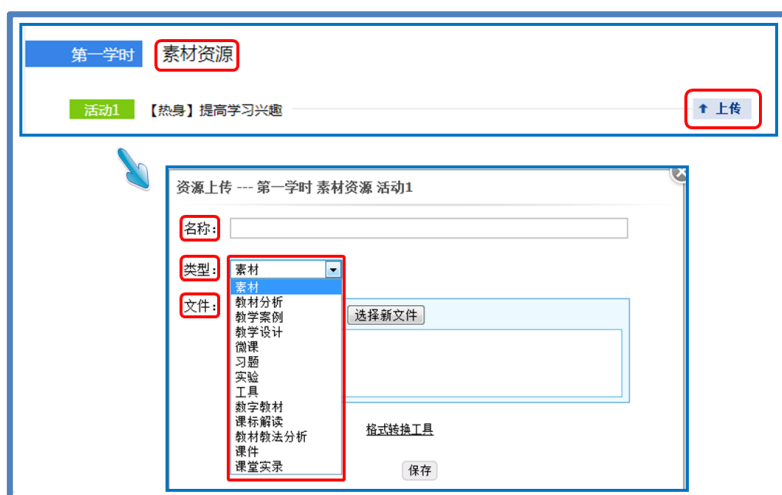 第一学时 素材资源
活动1 【热身】提高学习兴趣 上传
资源上传 --- 第一学时 素材资源 活动1
名称:
类型: 素材
素材
文件: 教材分析
教学案例 选择新文件
教学设计
微课
习题
实验
工具
数字教材
课标解读 格式转换工具
教材教法分析
课件
课堂实录 保存